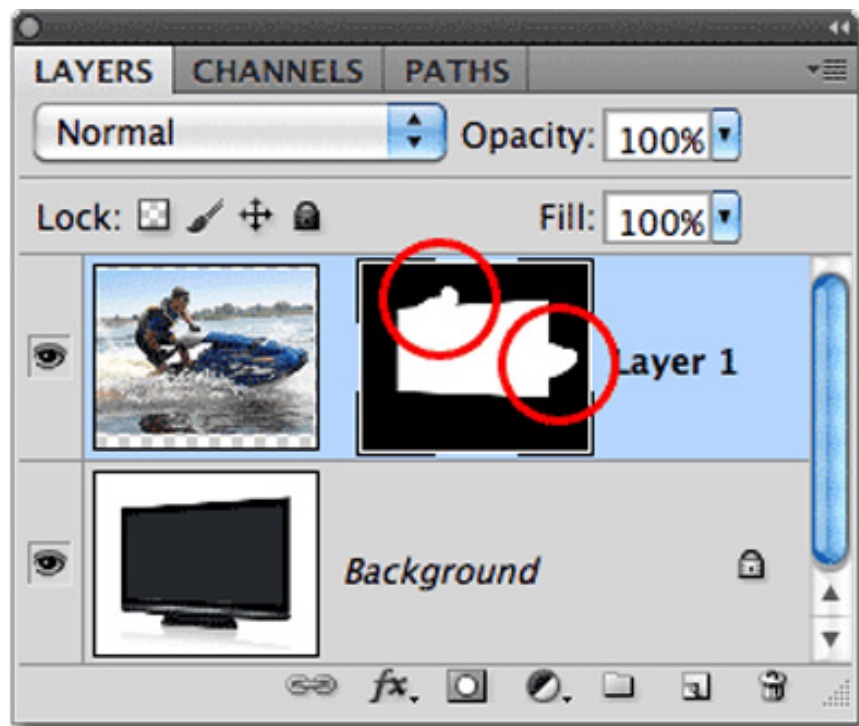 LAYERS CHANNELS PATHS
Normal Opacity: 100%
Lock: Fill: 100%
Layer 1
Background
fx.